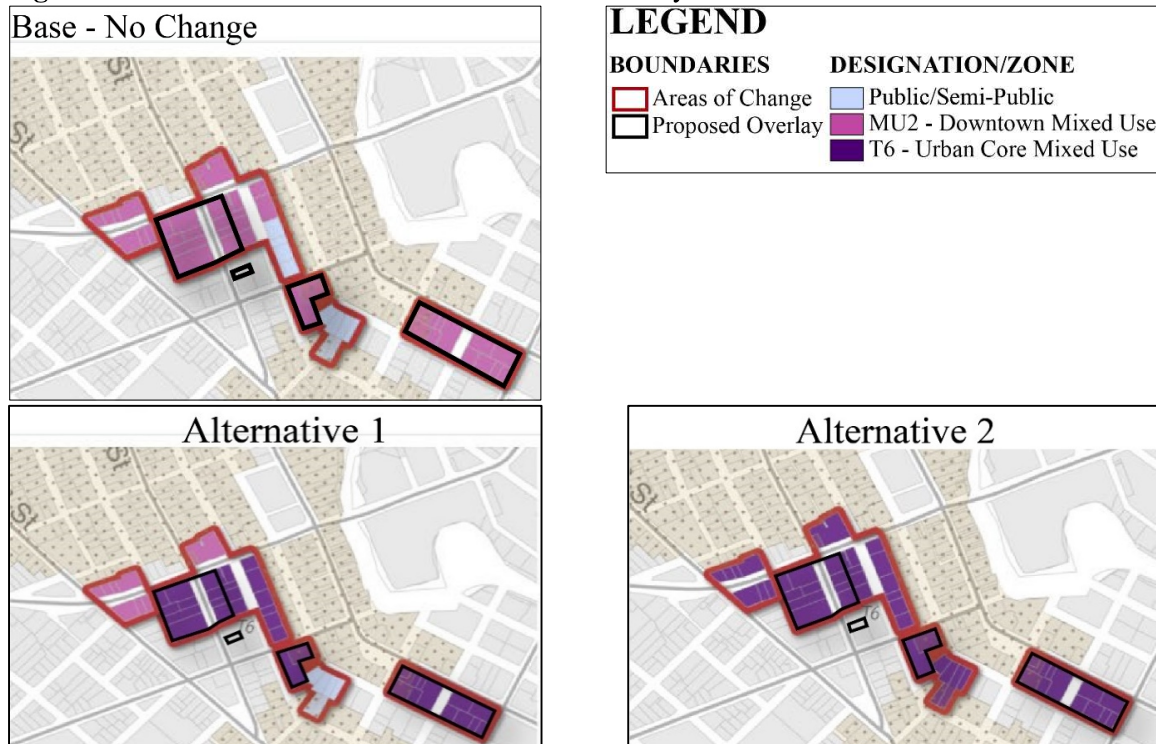 Base - No Change
St
St
LEGEND
BOUNDARIES
Areas of Change
Proposed Overlay
DESIGNATION/ZONE
Public/Semi-Public
MU2 - Downtown Mixed Use
T6 - Urban Core Mixed Use
Alternative 1
St
St
T6
Alternative 2
St
T6